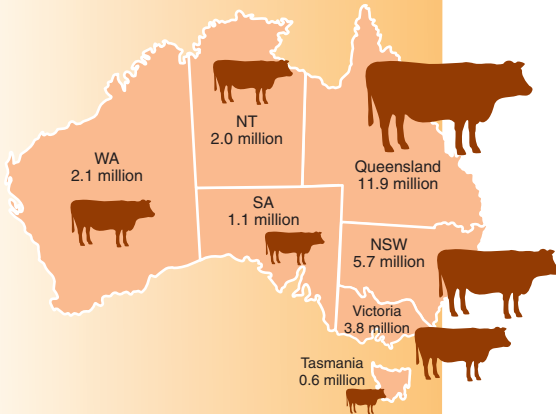 NT
2.0 million
WA
2.1 million
Queensland
11.9 million
SA
1.1 million
NSW
5.7 million
Victoria
3.8 million
Tasmania
0.6 million